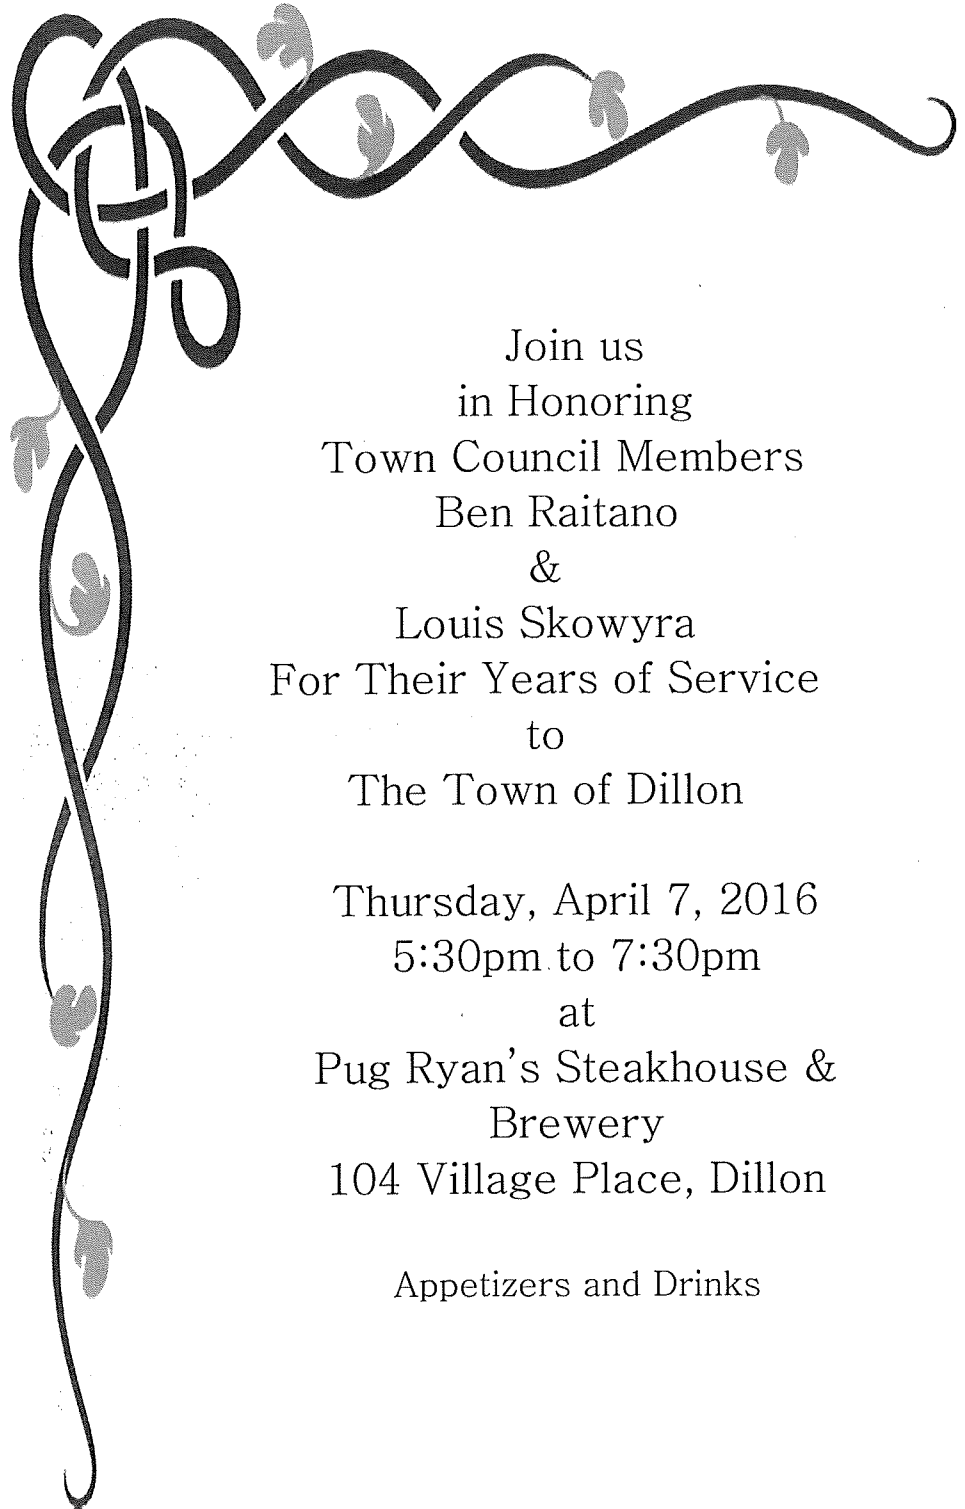 Join us
in Honoring
Town Council Members
Ben Raitano
&
Louis Skowyra
For Their Years of Service
to
The Town of Dillon
Thursday, April 7, 2016
5:30pm to 7:30pm
at
Pug Ryan's Steakhouse &
Brewery
104 Village Place, Dillon
Appetizers and Drinks